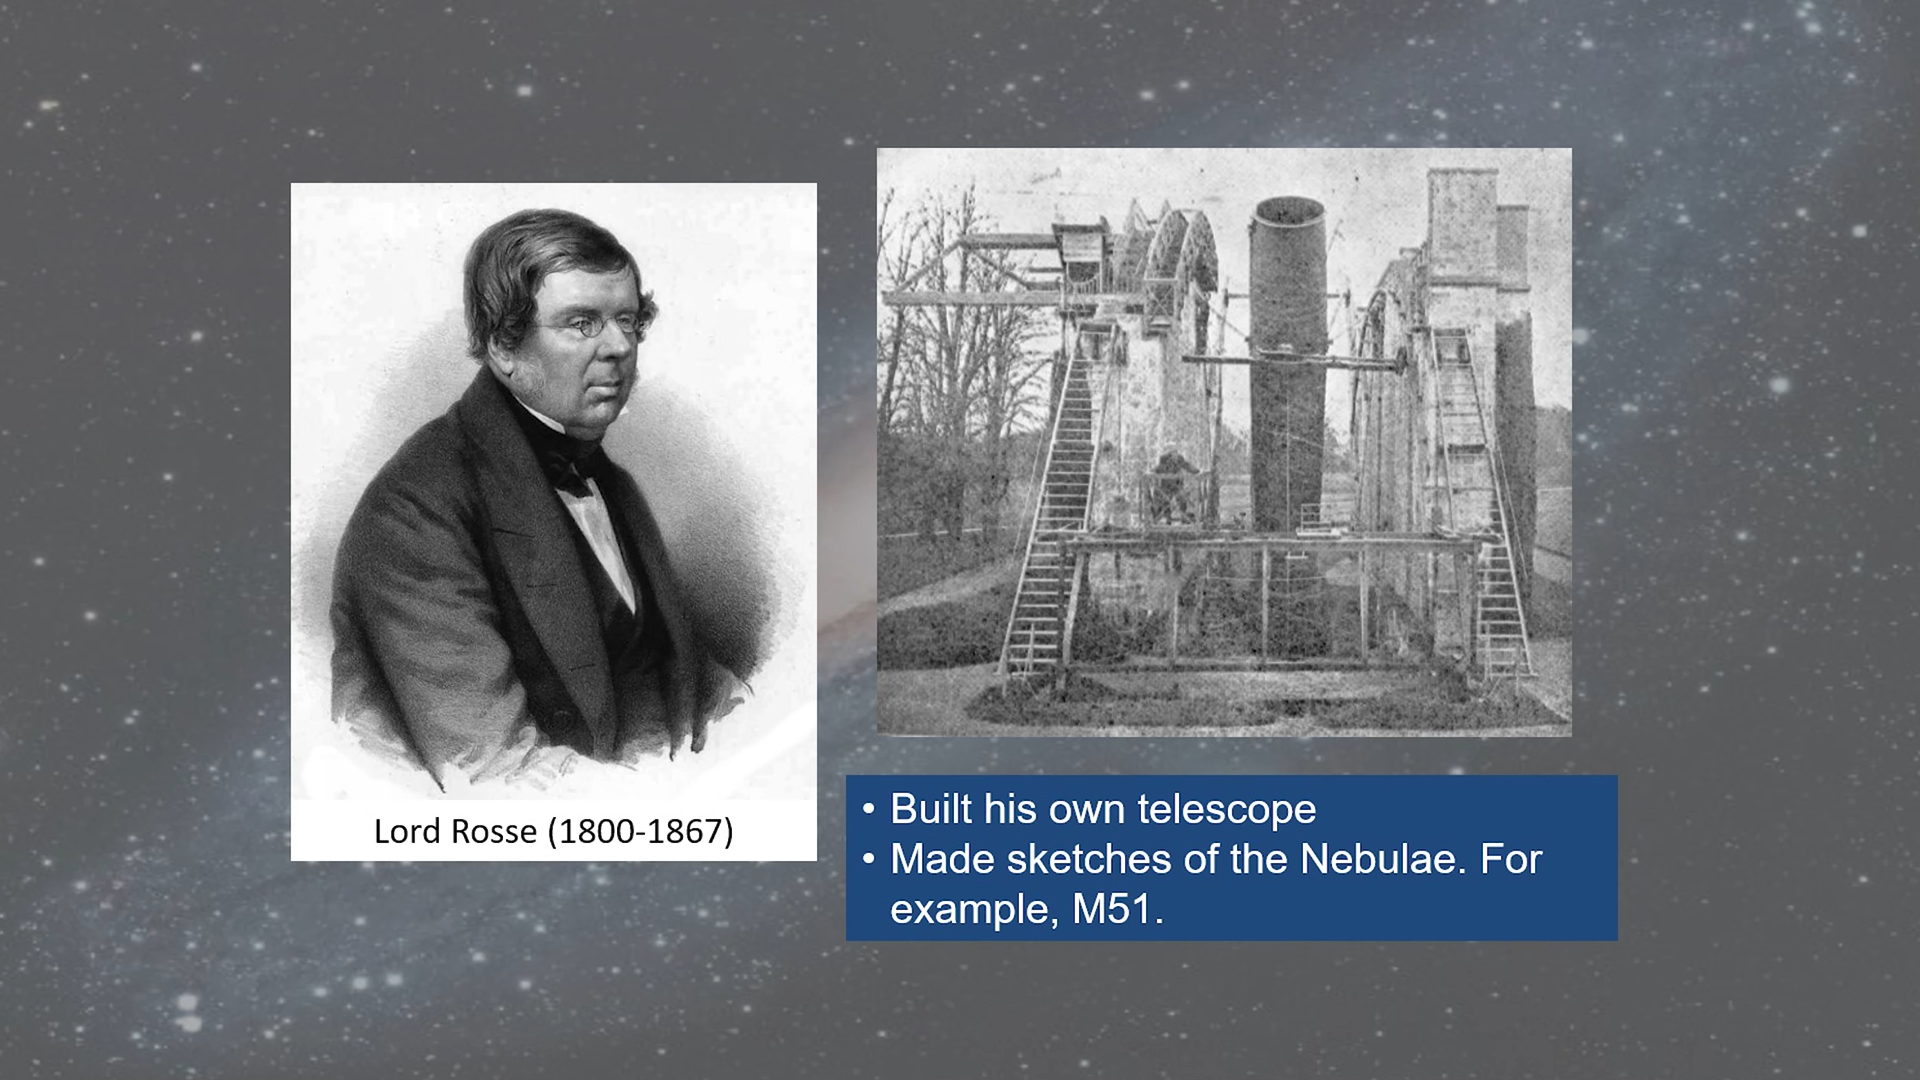 Lord Rosse (1800-1867)
• Built his own telescope
• Made sketches of the Nebulae. For
example, M51.